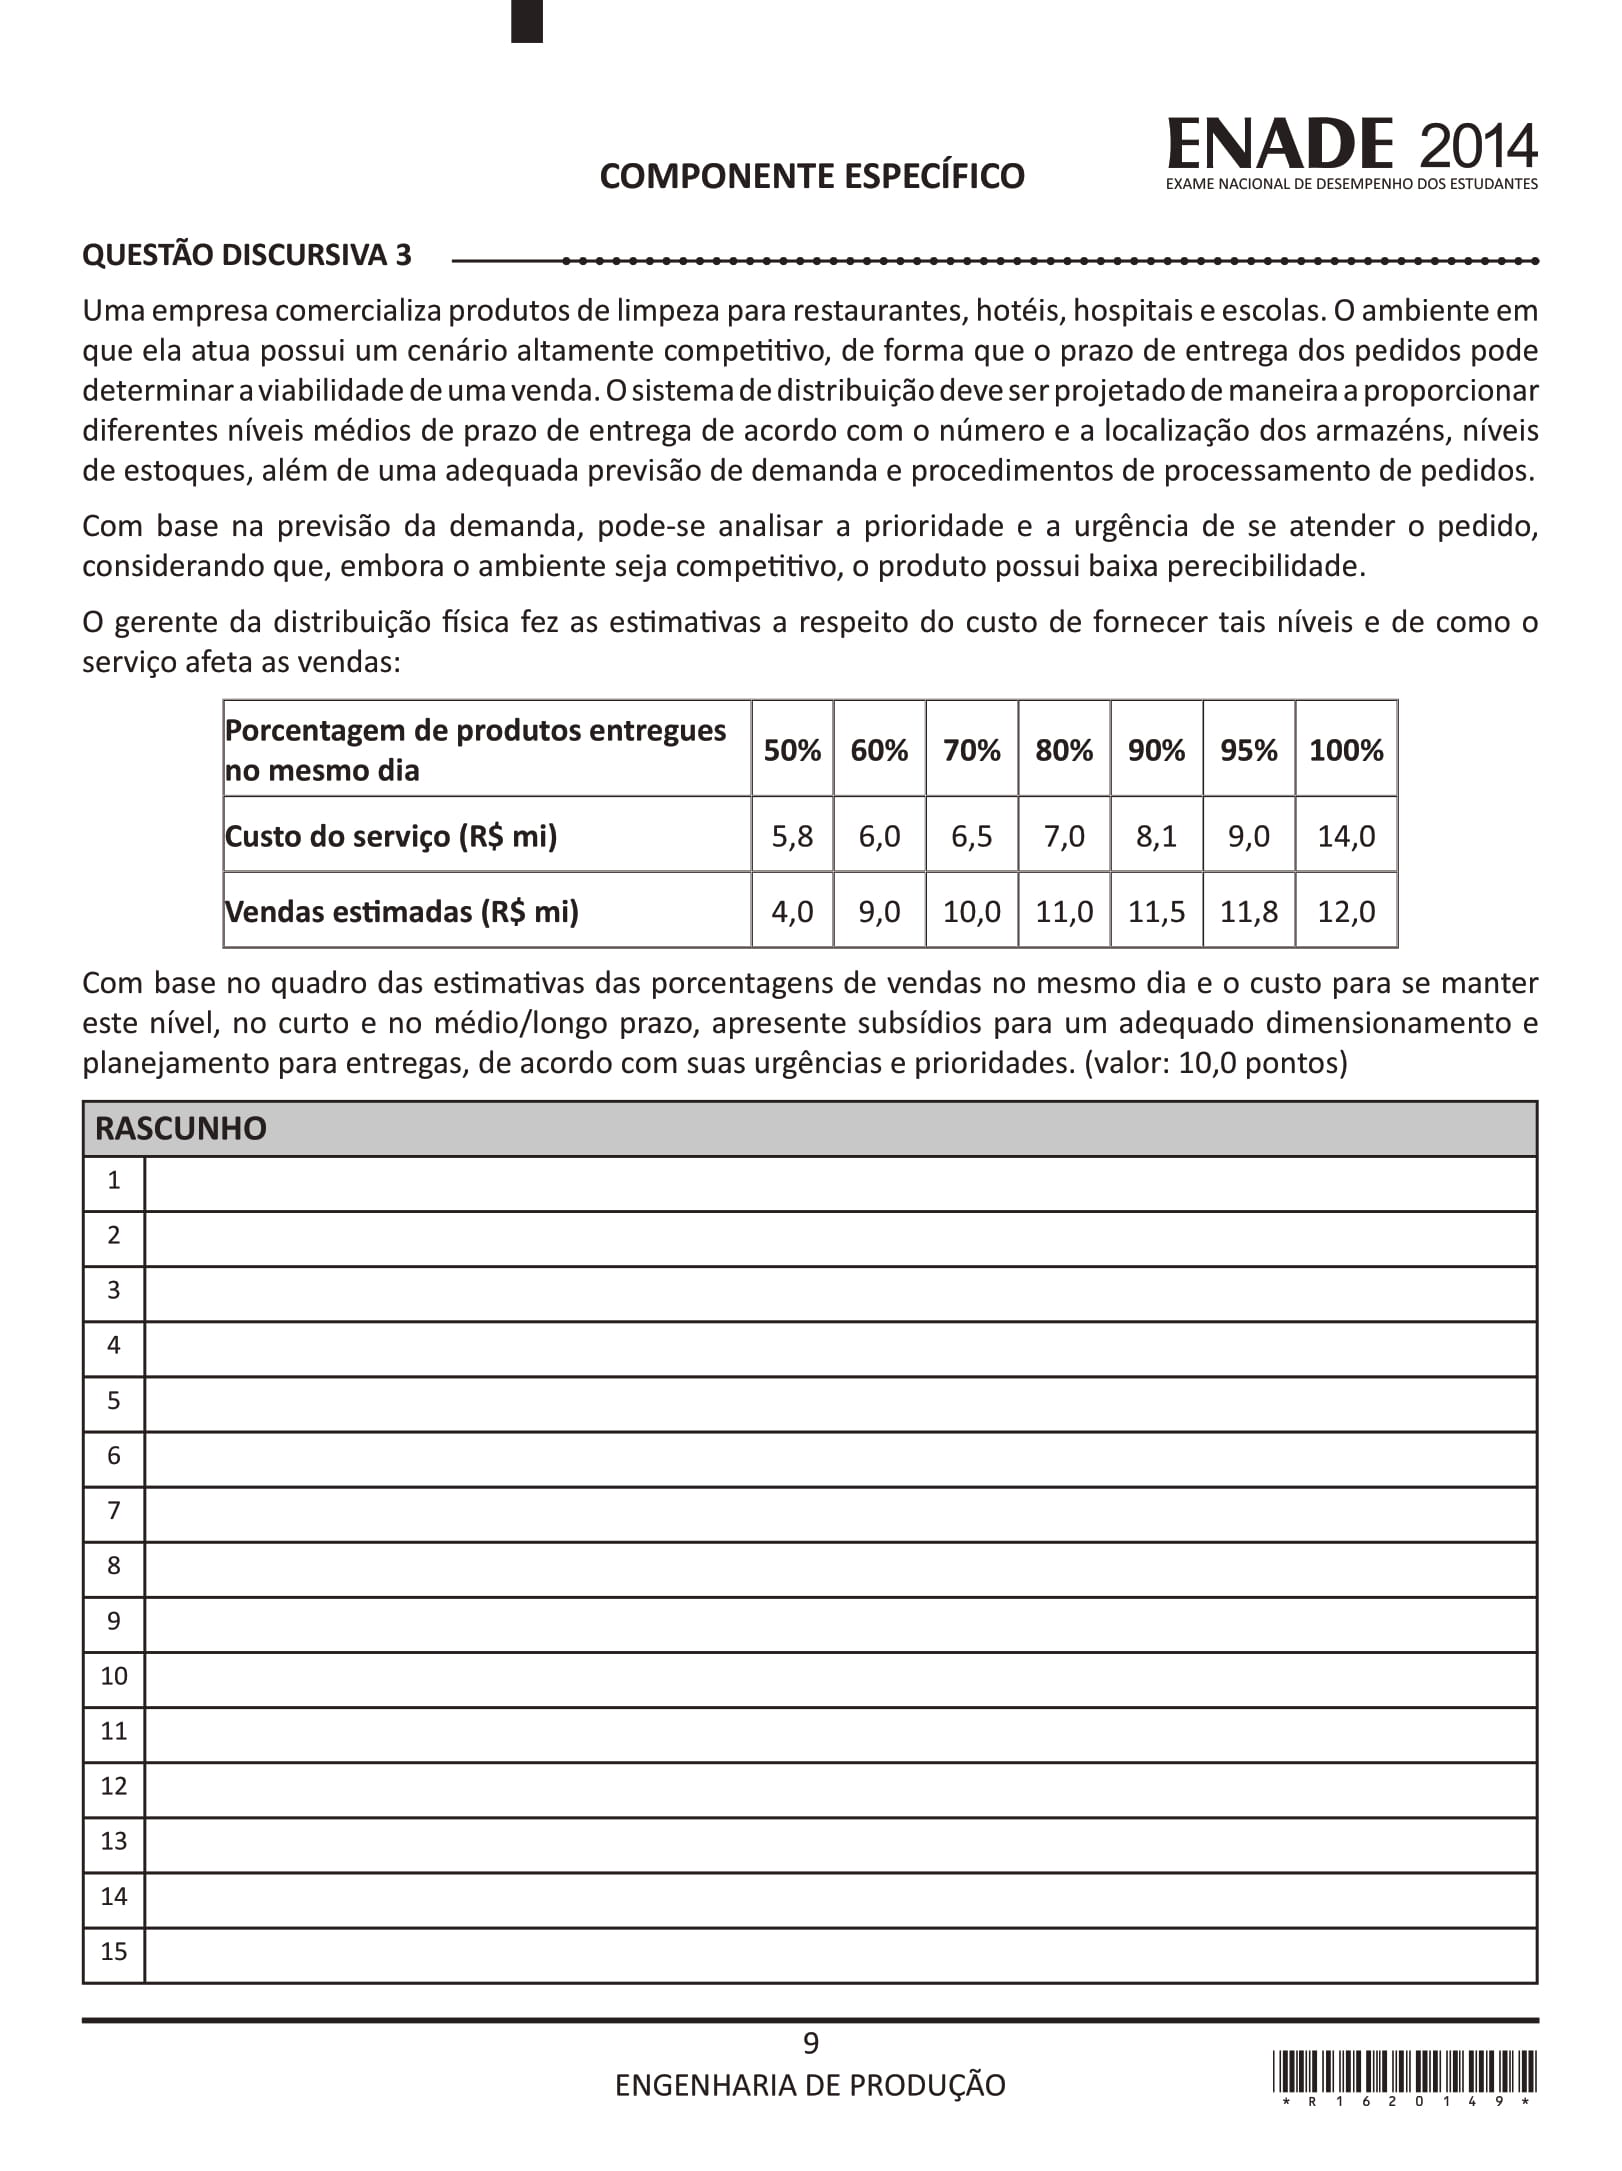 ENADE 2014
EXAME NACIONAL DE DESEMPENHO DOS ESTUDANTES
COMPONENTE ESPECÍFICO
QUESTÃO DISCURSIVA 3
Uma empresa comercializa produtos de limpeza para restaurantes, hotéis, hospitais e escolas. O ambiente em
que ela atua possui um cenário altamente competitivo, de forma que o prazo de entrega dos pedidos pode
determinar a viabilidade de uma venda. O sistema de distribuição deve ser projetado de maneira a proporcionar
diferentes níveis médios de prazo de entrega de acordo com o número e a localização dos armazéns, níveis
de estoques, além de uma adequada previsão de demanda e procedimentos de processamento de pedidos.
Com base na previsão da demanda, pode-se analisar a prioridade e a urgência de se atender o pedido,
considerando que, embora o ambiente seja competitivo, o produto possui baixa perecibilidade.
O gerente da distribuição física fez as estimativas a respeito do custo de fornecer tais níveis e de como o
serviço afeta as vendas:
Porcentagem de produtos entregues
no mesmo dia
50% 60% 70% 80% 90% 95% 100%
Custo do serviço (R$ mi) 5,8 6,0 6,5 7,0 8,1 9,0 14,0
Vendas estimadas (R$ mi) 4,0 9,0 10,0 11,0 11,5 11,8 12,0
Com base no quadro das estimativas das porcentagens de vendas no mesmo dia e o custo para se manter
este nível, no curto e no médio/longo prazo, apresente subsídios para um adequado dimensionamento e
planejamento para entregas, de acordo com suas urgências e prioridades. (valor: 10,0 pontos)
RASCUNHO
1
2
3
4
5
6
7
8
9
10
11
12
13
14
15
9
ENGENHARIA DE PRODUÇÃO
* R 1 6 2 0 1 4 9 *